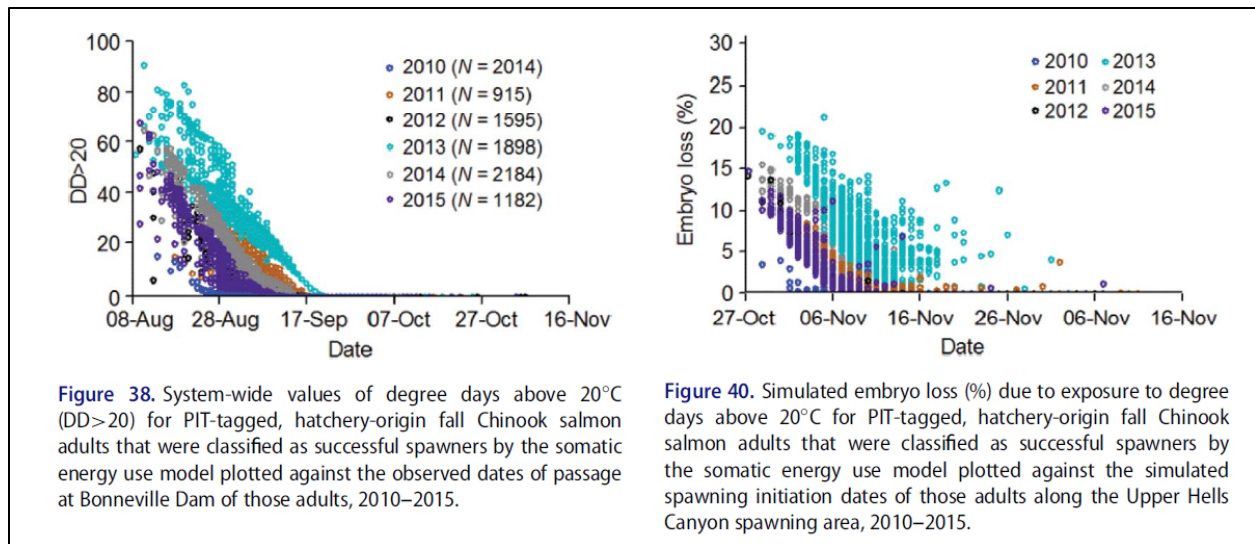 100
80
60
40
20
0
DD>20
2010 (N = 2014)
2011 (N = 915)
2012 (N = 1595)
2013 (N = 1898)
2014 (N = 2184)
2015 (N = 1182)
08-Aug 28-Aug 17-Sep 07-Oct 27-Oct 16-Nov
Date
Figure 38. System-wide values of degree days above 20°C
(DD>20) for PIT-tagged, hatchery-origin fall Chinook salmon
adults that were classified as successful spawners by the
somatic energy use model plotted against the observed dates of passage
at Bonneville Dam of those adults, 2010–2015.
30
25
20
15
10
5
0
Embryo loss (%)
2010 2013
2011 2014
2012 2015
27-Oct 06-Nov 16-Nov 26-Nov 06-Nov 16-Nov
Date
Figure 40. Simulated embryo loss (%) due to exposure to degree
days above 20°C for PIT-tagged, hatchery-origin fall Chinook
salmon adults that were classified as successful spawners by
the somatic energy use model plotted against the simulated
spawning initiation dates of those adults along the Upper Hells
Canyon spawning area, 2010–2015.